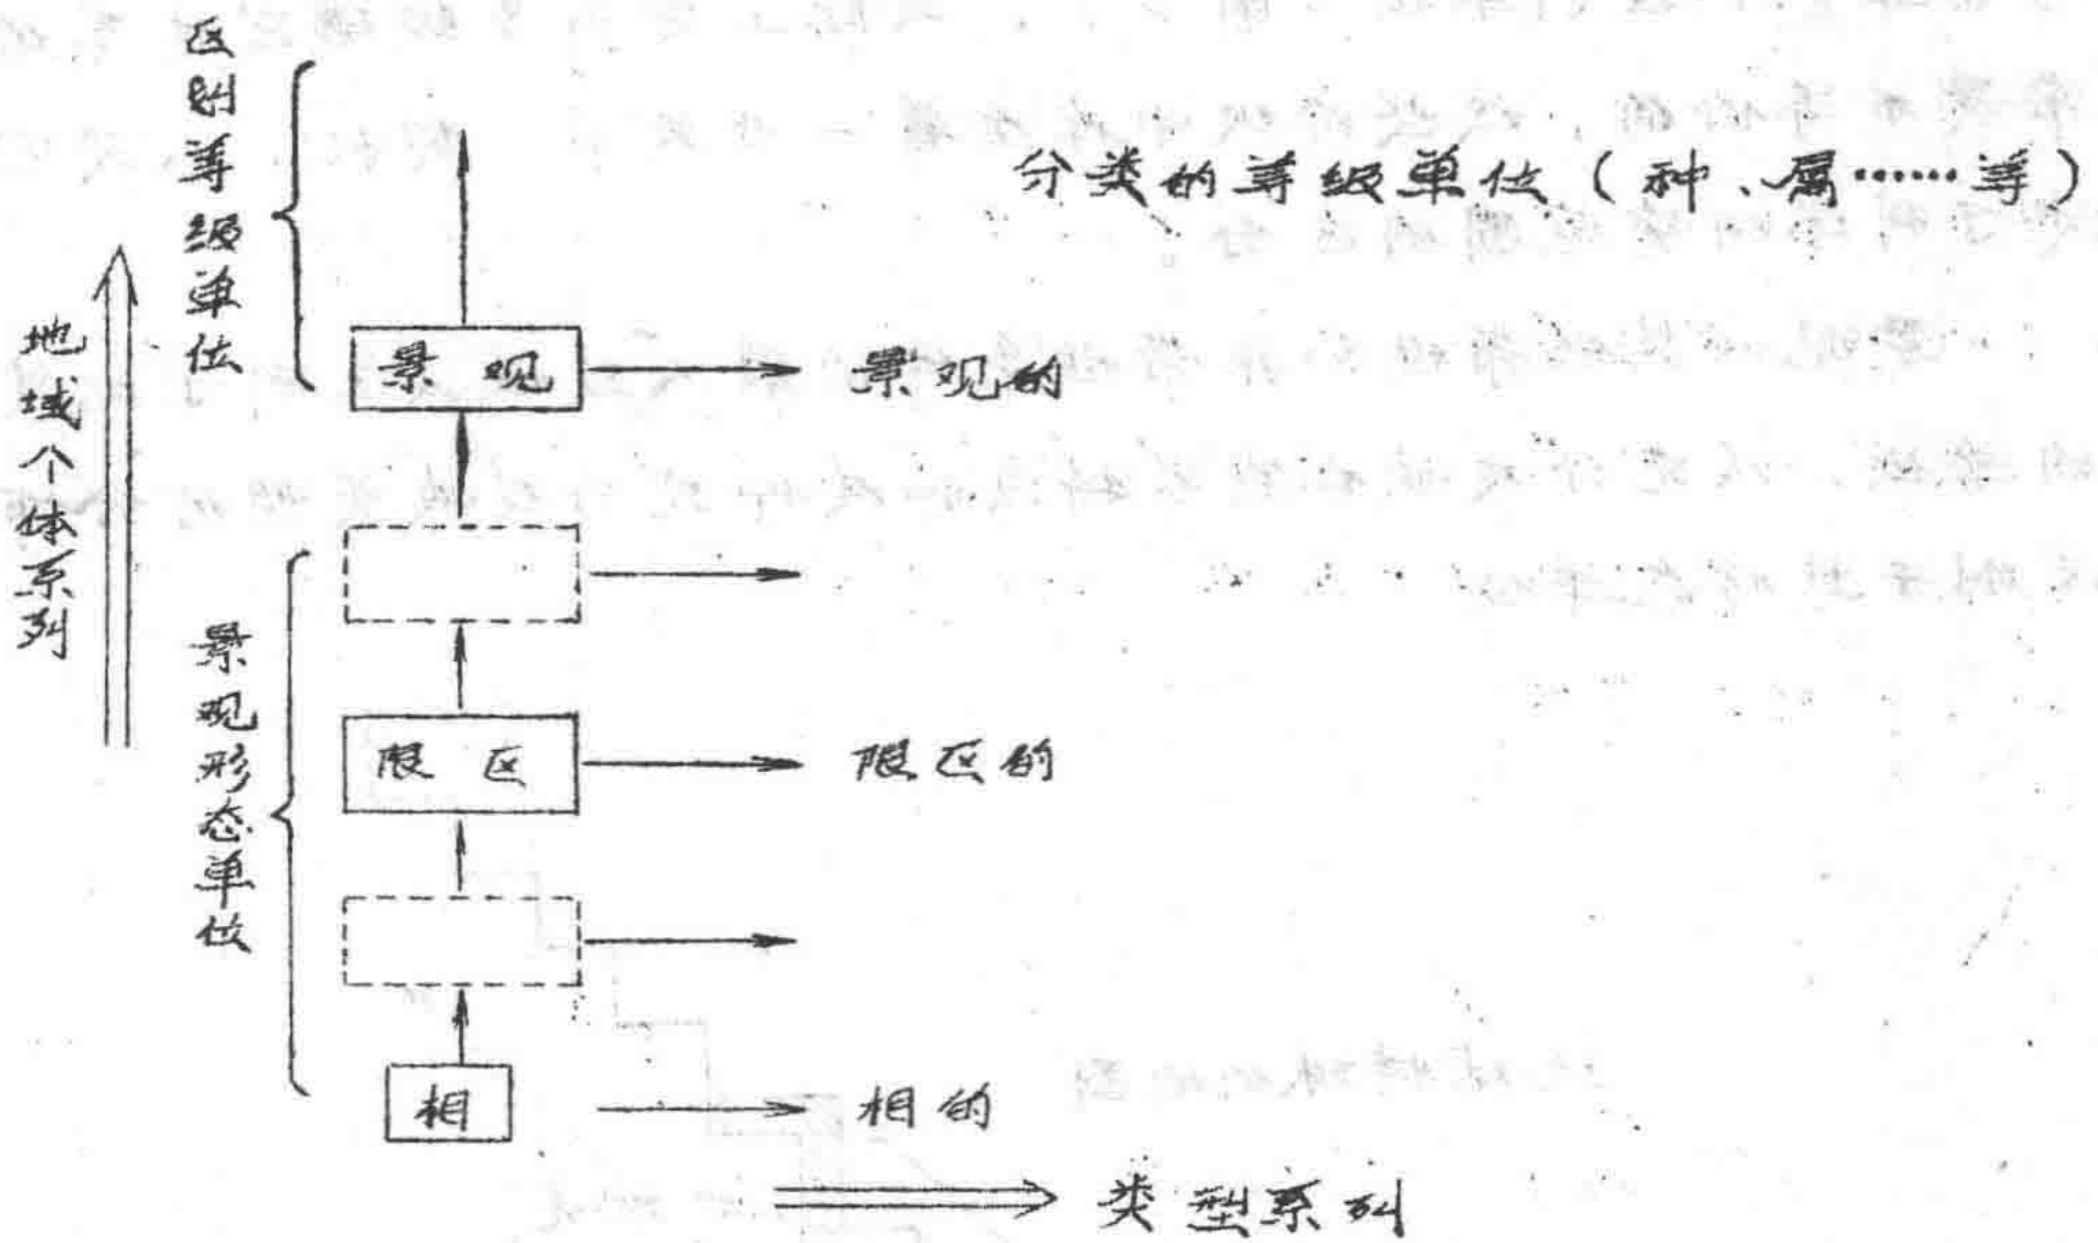 区划等级单位
分类的等级单位（种、属……等）
地域个体系列
景观
景观的
景观形态单位
限区
限区的
相
相的
类型系列